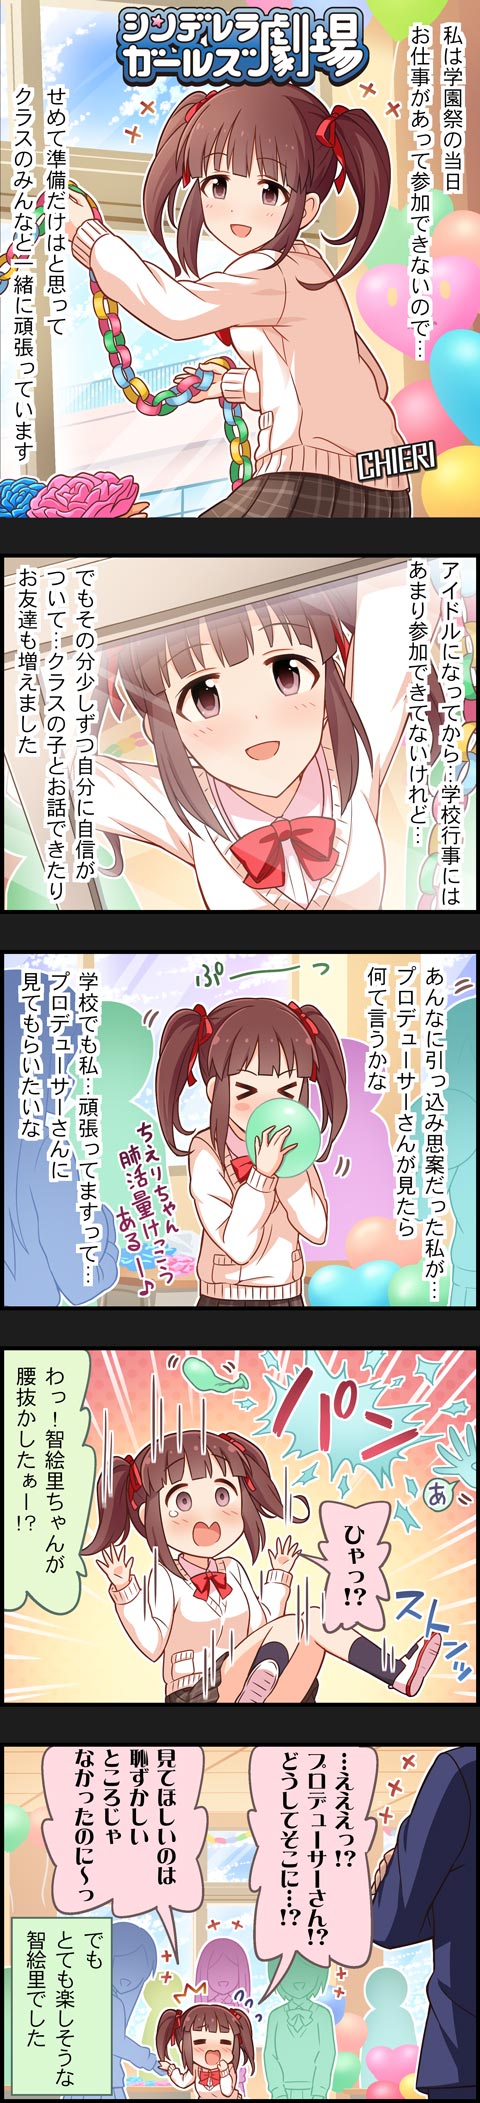 シンデレラ
ガールズ劇場
私は学園祭の当日
お仕事があって参加できないので…
せめて準備だけはと思って
クラスのみんなと一緒に頑張っています
CHIERI
アイドルになってから…学校行事には
あまり参加できてないけれど…
でもその分少しずつ自分に自信が
ついて…クラスの子とお話できたり
お友達も増えました
あんなに引っ込み思案だった私が…
プロデューサーさんが見たら
何て言うかな
ぷーーっ
ちえりちゃん
肺活量けっこう
あるー♪
学校でも私…頑張ってますって…
プロデューサーさんに
見てもらいたいな
パン
あ
ひゃっ!?
ストンッ
わっ!智絵里ちゃんが
腰抜かしたぁー!?
…えええっ!?
プロデューサーさん!?
どうしてそこに…!?
見てほしいのは
恥ずかしい
ところじゃ
なかったのに〜っ
でも
とても楽しそうな
智絵里でした